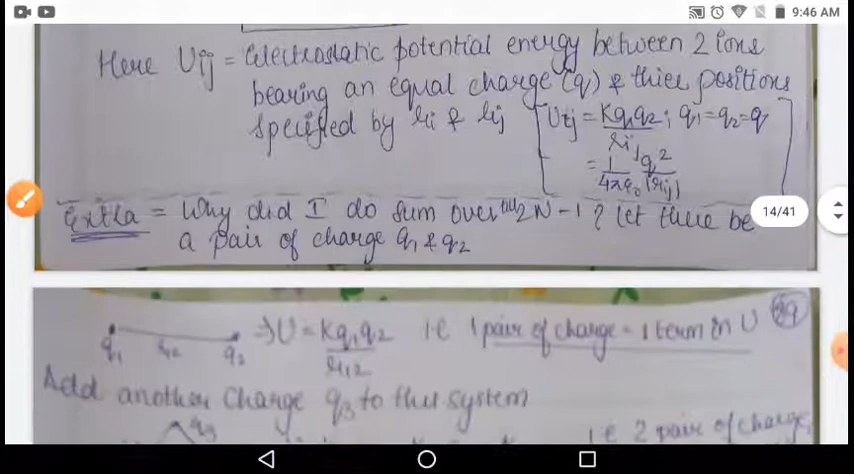 9:46 AM
Here Uij = Electrostatic potential energy between 2 ions
bearing an equal charge (q) & thier positions
specified by ri & rij
[Uij = Kq1q2 / rij ; q1=q2=q
= 1/4πε0 q²/|rij|]
Extra = Why did I do sum over till 2N-1 ? let there be
a pair of charge q1 & q2
14/41
29
q1 r12 q2 ⇒ U = Kq1q2 / r12 i.e 1 pair of charge = 1 term in U
Add another charge q3 to this system
q3
i.e 2 pair of charge